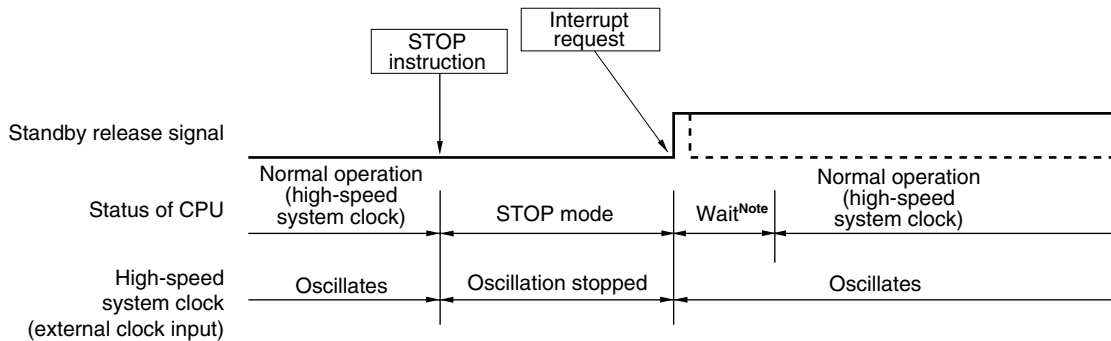 Interrupt
request
STOP
instruction
Standby release signal
Normal operation
(high-speed
system clock)
Normal operation
(high-speed
system clock)
Status of CPU
STOP mode
WaitNote
High-speed
system clock
(external clock input)
Oscillates
Oscillation stopped
Oscillates